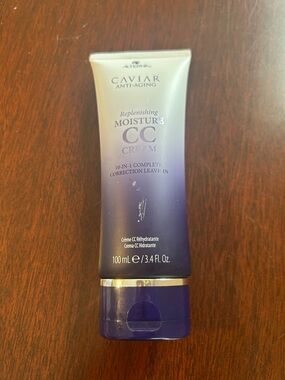 ALTERNA
CAVIAR
ANTI-AGING
Replenishing
MOISTURE
CC
CREAM
10-IN-1 COMPLETE
CORRECTION LEAVE-IN
Crème CC Réhydratante
Crema CC Hidratante
100 mL ℮ / 3.4 Fl. Oz.